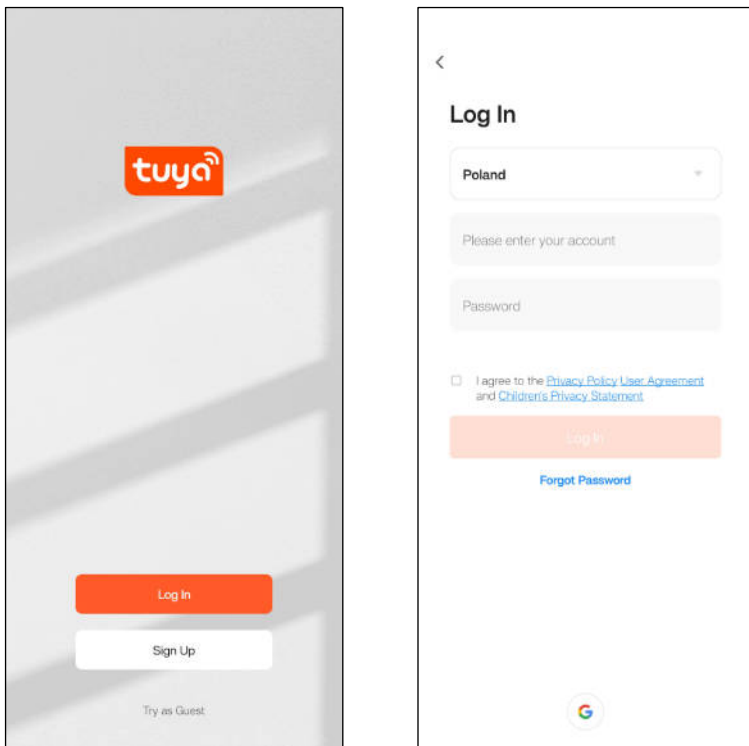 tuya
Log In
Sign Up
Try as Guest
Log In
Poland
Please enter your account
Password
I agree to the Privacy Policy User Agreement
and Children's Privacy Statement
Log In
Forgot Password
G